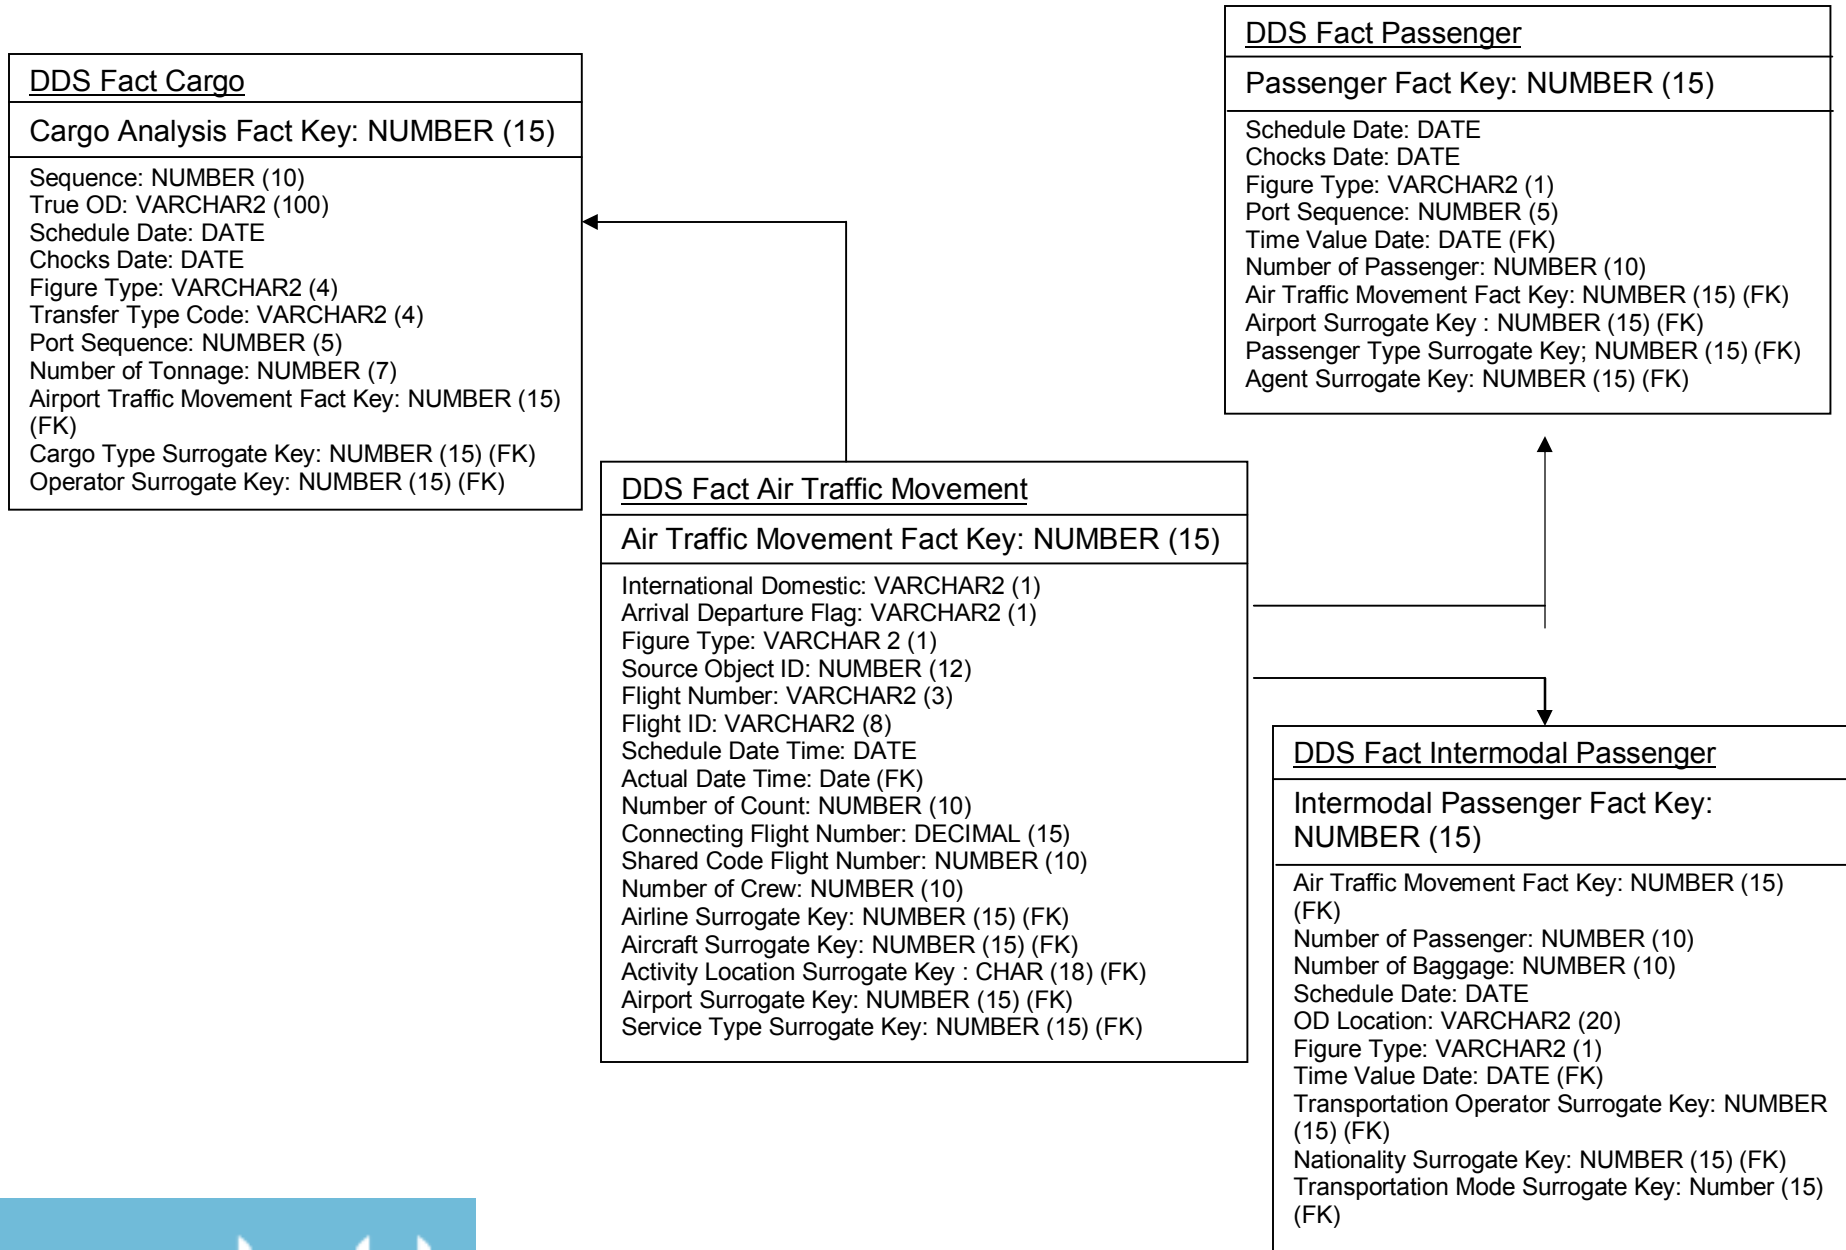 DDS Fact Cargo
Cargo Analysis Fact Key: NUMBER (15)
Sequence: NUMBER (10)
True OD: VARCHAR2 (100)
Schedule Date: DATE
Chocks Date: DATE
Figure Type: VARCHAR2 (4)
Transfer Type Code: VARCHAR2 (4)
Port Sequence: NUMBER (5)
Number of Tonnage: NUMBER (7)
Airport Traffic Movement Fact Key: NUMBER (15)
(FK)
Cargo Type Surrogate Key: NUMBER (15) (FK)
Operator Surrogate Key: NUMBER (15) (FK)
DDS Fact Passenger
Passenger Fact Key: NUMBER (15)
Schedule Date: DATE
Chocks Date: DATE
Figure Type: VARCHAR2 (1)
Port Sequence: NUMBER (5)
Time Value Date: DATE (FK)
Number of Passenger: NUMBER (10)
Air Traffic Movement Fact Key: NUMBER (15) (FK)
Airport Surrogate Key : NUMBER (15) (FK)
Passenger Type Surrogate Key; NUMBER (15) (FK)
Agent Surrogate Key: NUMBER (15) (FK)
DDS Fact Air Traffic Movement
Air Traffic Movement Fact Key: NUMBER (15)
International Domestic: VARCHAR2 (1)
Arrival Departure Flag: VARCHAR2 (1)
Figure Type: VARCHAR 2 (1)
Source Object ID: NUMBER (12)
Flight Number: VARCHAR2 (3)
Flight ID: VARCHAR2 (8)
Schedule Date Time: DATE
Actual Date Time: Date (FK)
Number of Count: NUMBER (10)
Connecting Flight Number: DECIMAL (15)
Shared Code Flight Number: NUMBER (10)
Number of Crew: NUMBER (10)
Airline Surrogate Key: NUMBER (15) (FK)
Aircraft Surrogate Key: NUMBER (15) (FK)
Activity Location Surrogate Key : CHAR (18) (FK)
Airport Surrogate Key: NUMBER (15) (FK)
Service Type Surrogate Key: NUMBER (15) (FK)
DDS Fact Intermodal Passenger
Intermodal Passenger Fact Key:
NUMBER (15)
Air Traffic Movement Fact Key: NUMBER (15)
(FK)
Number of Passenger: NUMBER (10)
Number of Baggage: NUMBER (10)
Schedule Date: DATE
OD Location: VARCHAR2 (20)
Figure Type: VARCHAR2 (1)
Time Value Date: DATE (FK)
Transportation Operator Surrogate Key: NUMBER
(15) (FK)
Nationality Surrogate Key: NUMBER (15) (FK)
Transportation Mode Surrogate Key: Number (15)
(FK)